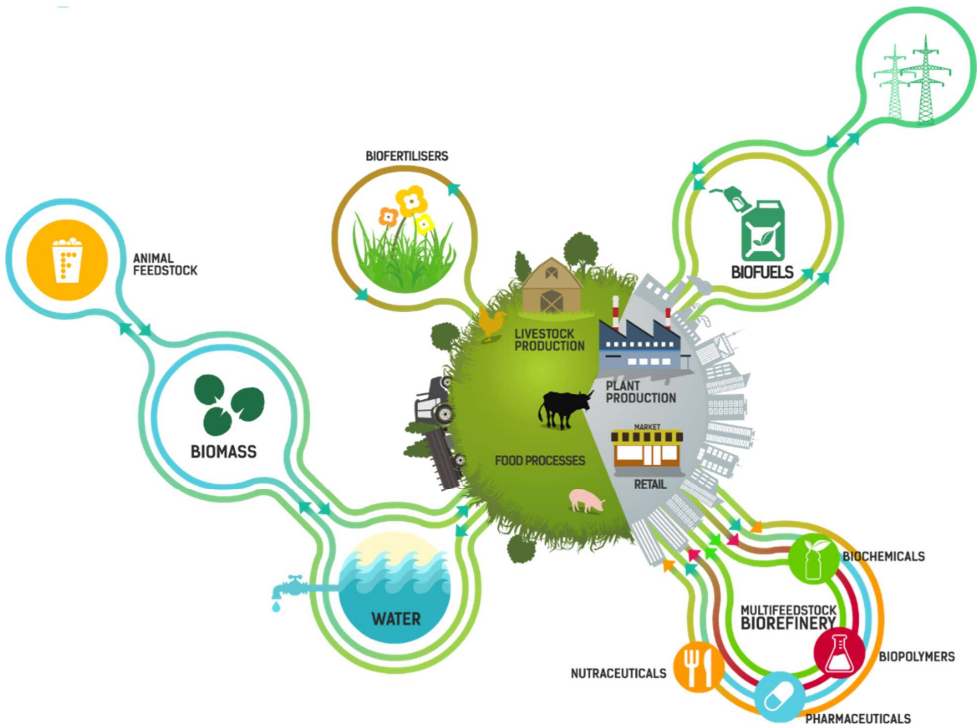 BIOFERTILISERS
ANIMAL
FEEDSTOCK
BIOFUELS
LIVESTOCK
PRODUCTION
PLANT
PRODUCTION
MARKET
BIOMASS
FOOD PROCESSES
RETAIL
WATER
BIOCHEMICALS
MULTIFEEDSTOCK
BIOREFINERY
BIOPOLYMERS
NUTRACEUTICALS
PHARMACEUTICALS